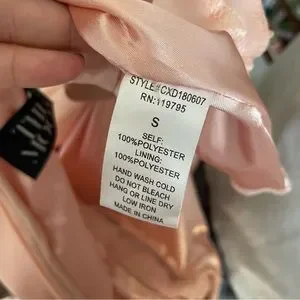 STYLE#CXD180607
RN:119795
S
SELF:
100%POLYESTER
LINING:
100%POLYESTER
HAND WASH COLD
DO NOT BLEACH
HANG OR LINE DRY
LOW IRON
MADE IN CHINA